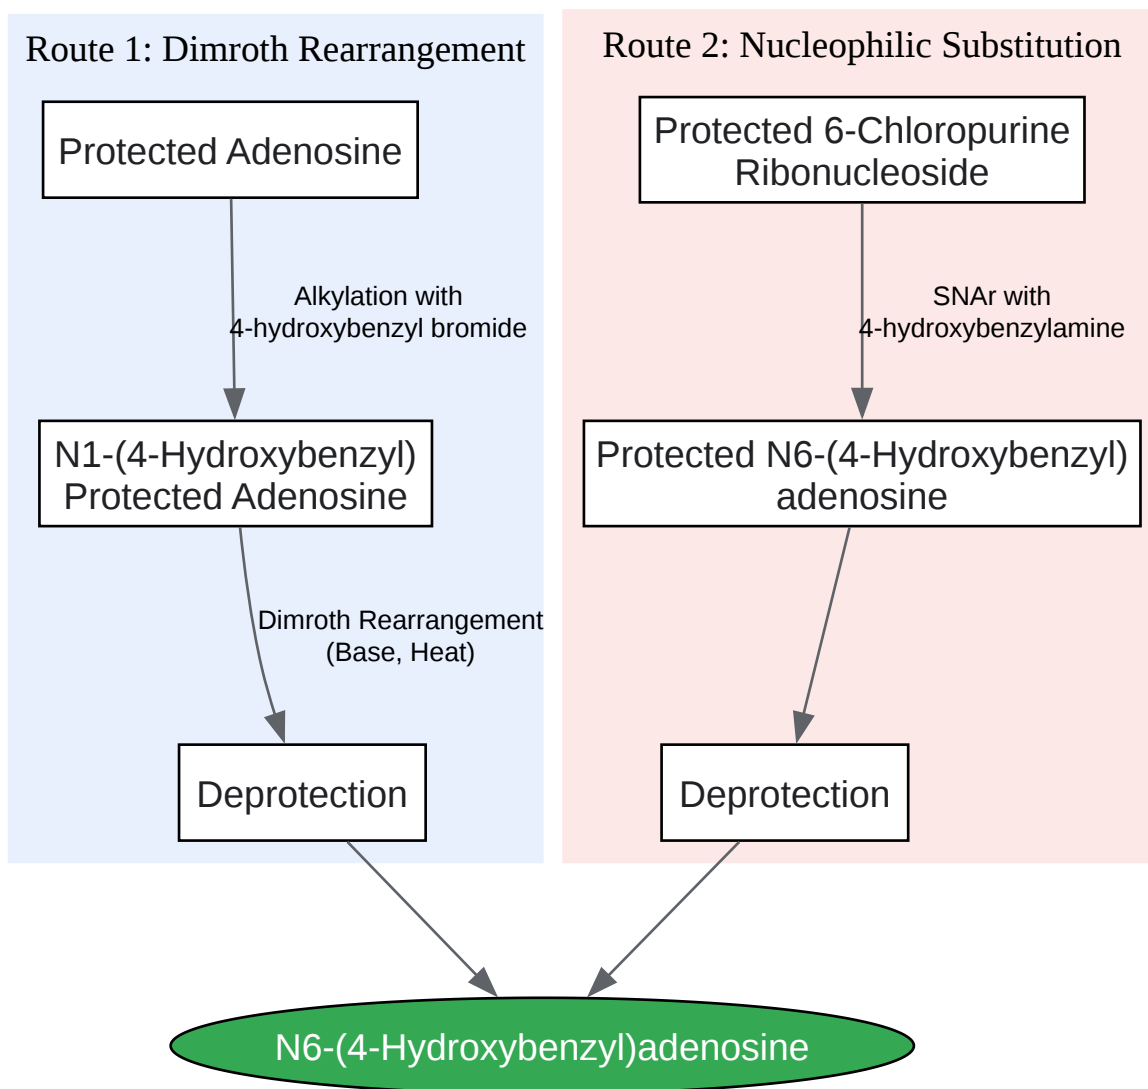 Route 1: Dimroth Rearrangement
Protected Adenosine
Alkylation with
4-hydroxybenzyl bromide
N1-(4-Hydroxybenzyl)
Protected Adenosine
Dimroth Rearrangement
(Base, Heat)
Deprotection
Route 2: Nucleophilic Substitution
Protected 6-Chloropurine
Ribonucleoside
SNAr with
4-hydroxybenzylamine
Protected N6-(4-Hydroxybenzyl)
adenosine
Deprotection
N6-(4-Hydroxybenzyl)adenosine